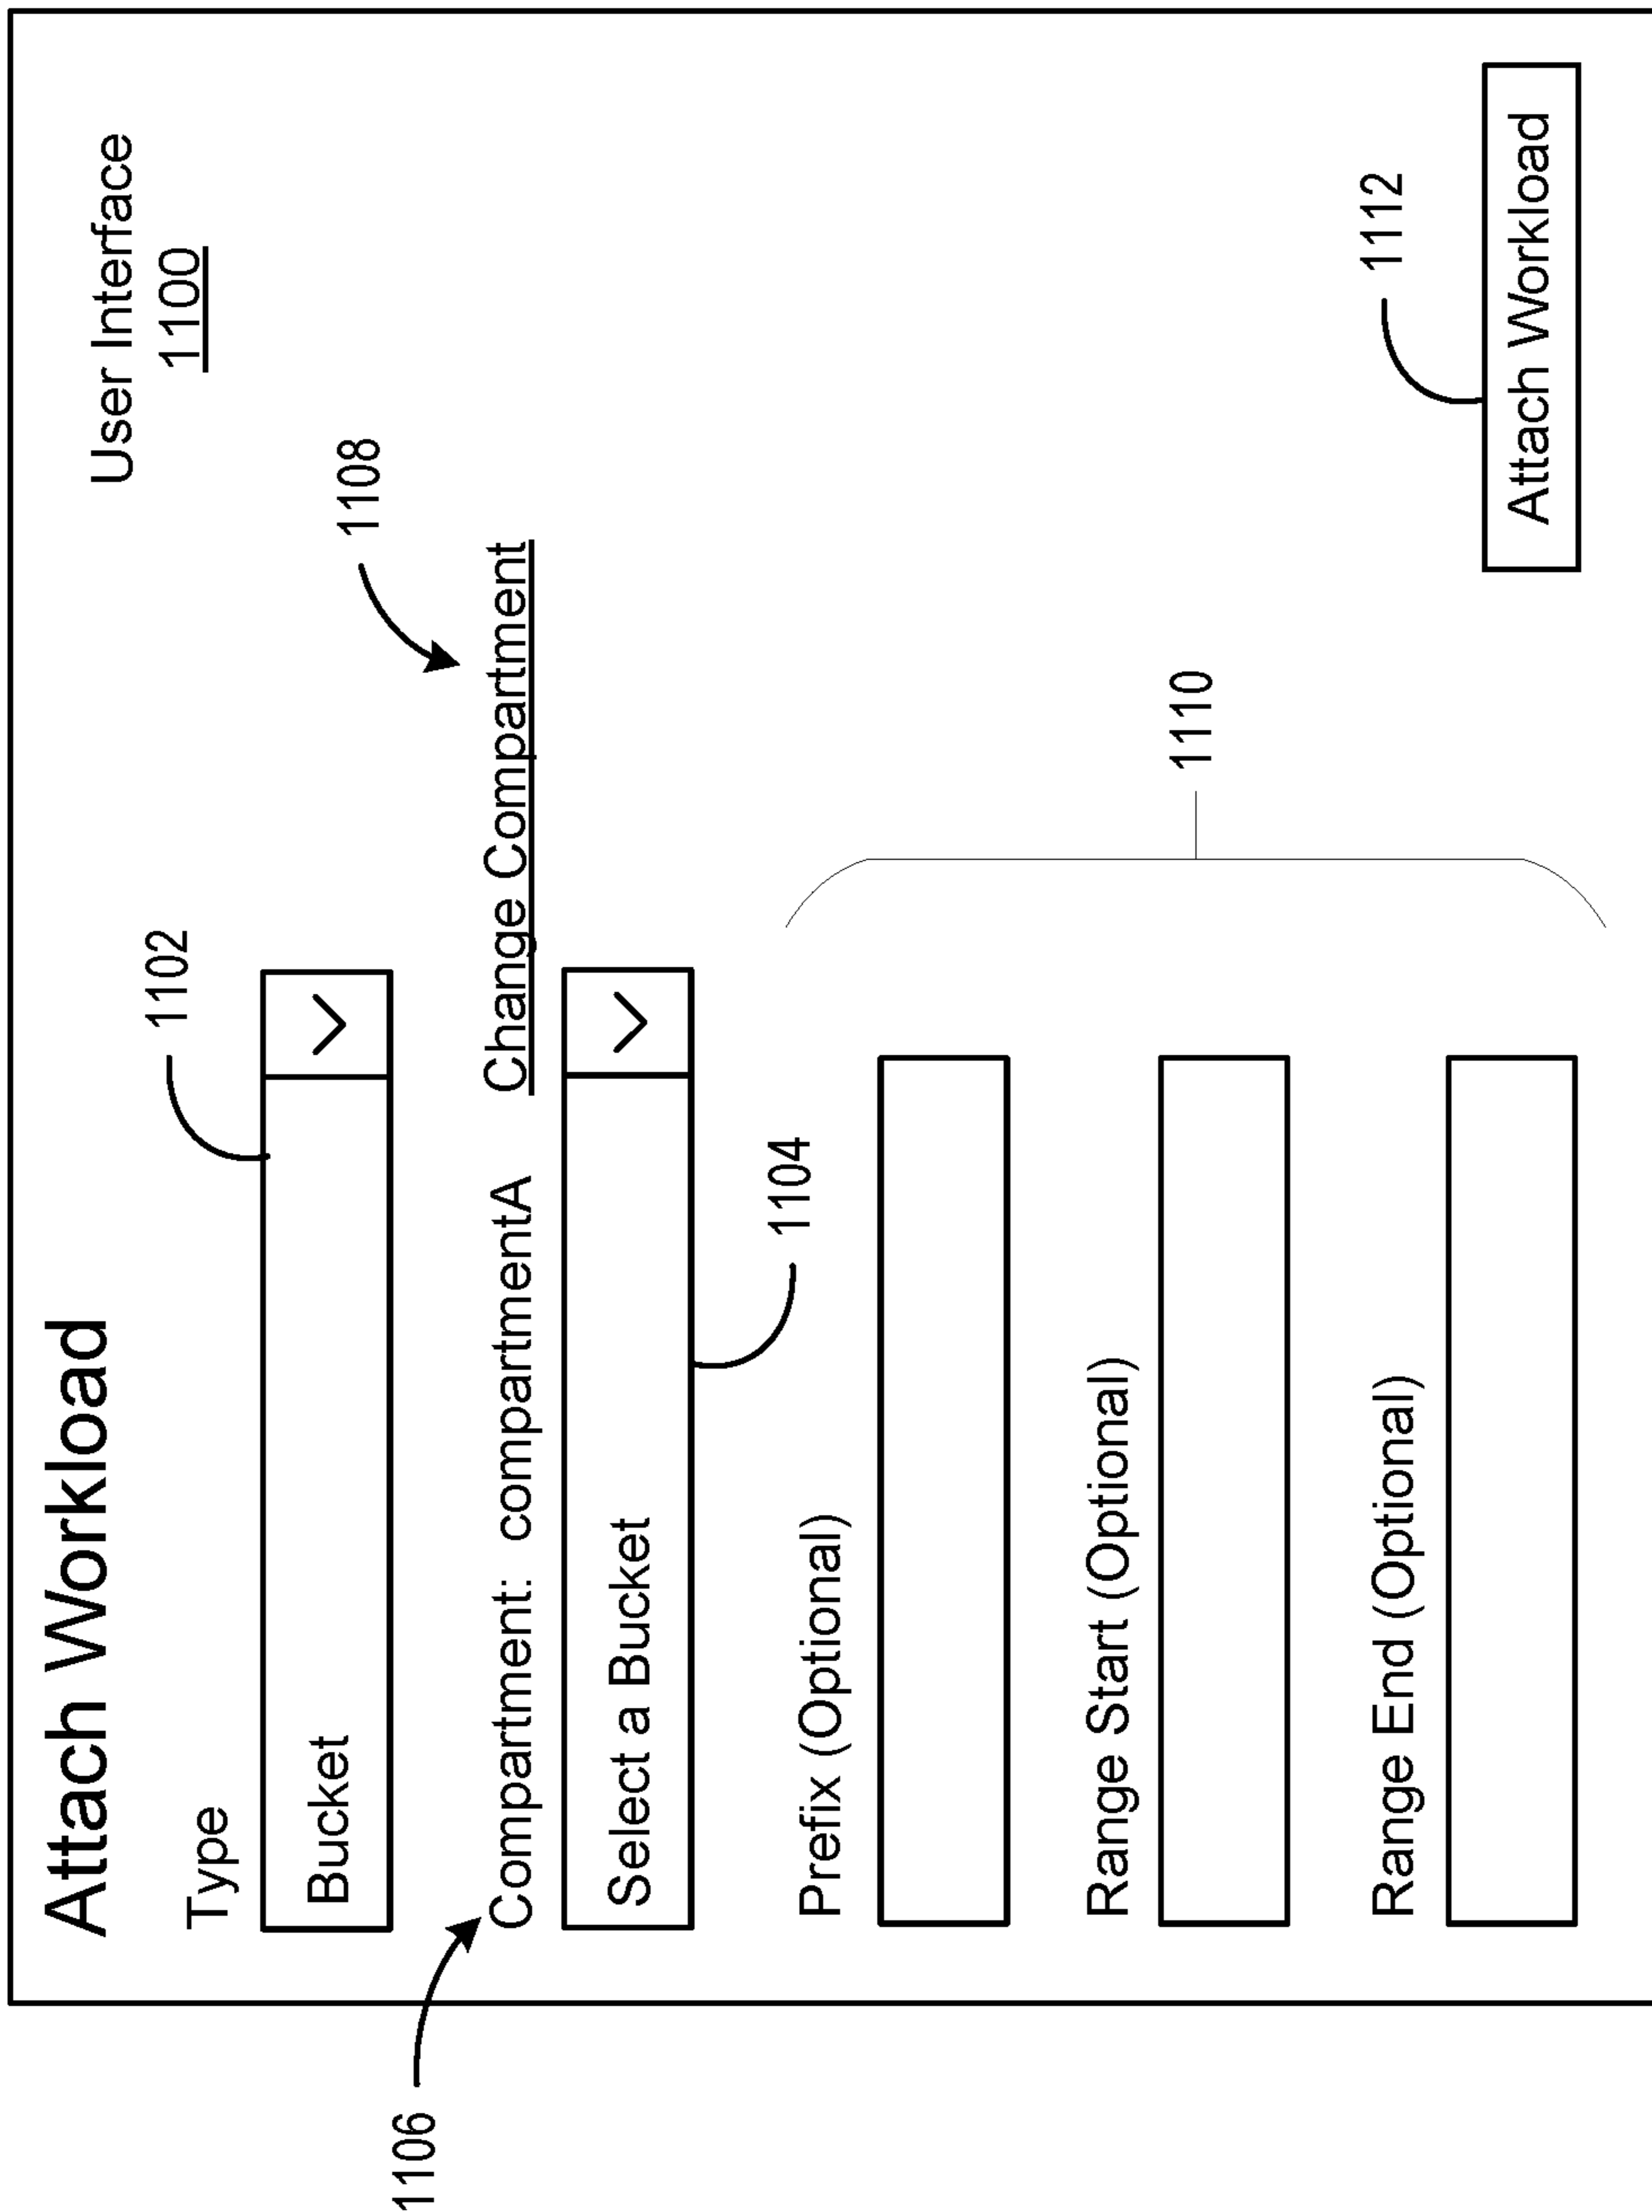 Attach Workload
User Interface
1100
Type
1102
Bucket
1108
1106
Compartment: compartmentA Change Compartment
Select a Bucket
1104
Prefix (Optional)
Range Start (Optional)
1110
Range End (Optional)
1112
Attach Workload